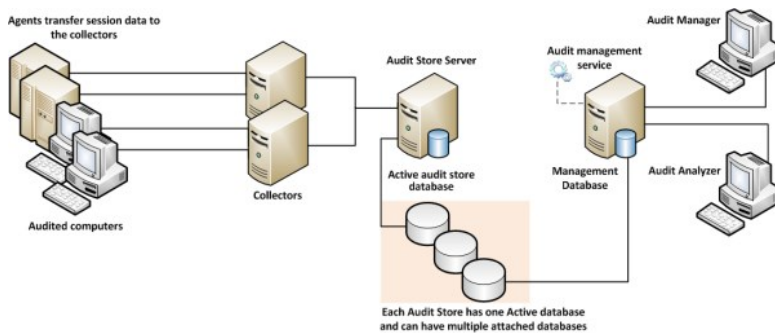 Agents transfer session data to
the collectors
Audited computers
Collectors
Audit Store Server
Active audit store
database
Each Audit Store has one Active database
and can have multiple attached databases
Audit management
service
Management
Database
Audit Manager
Audit Analyzer